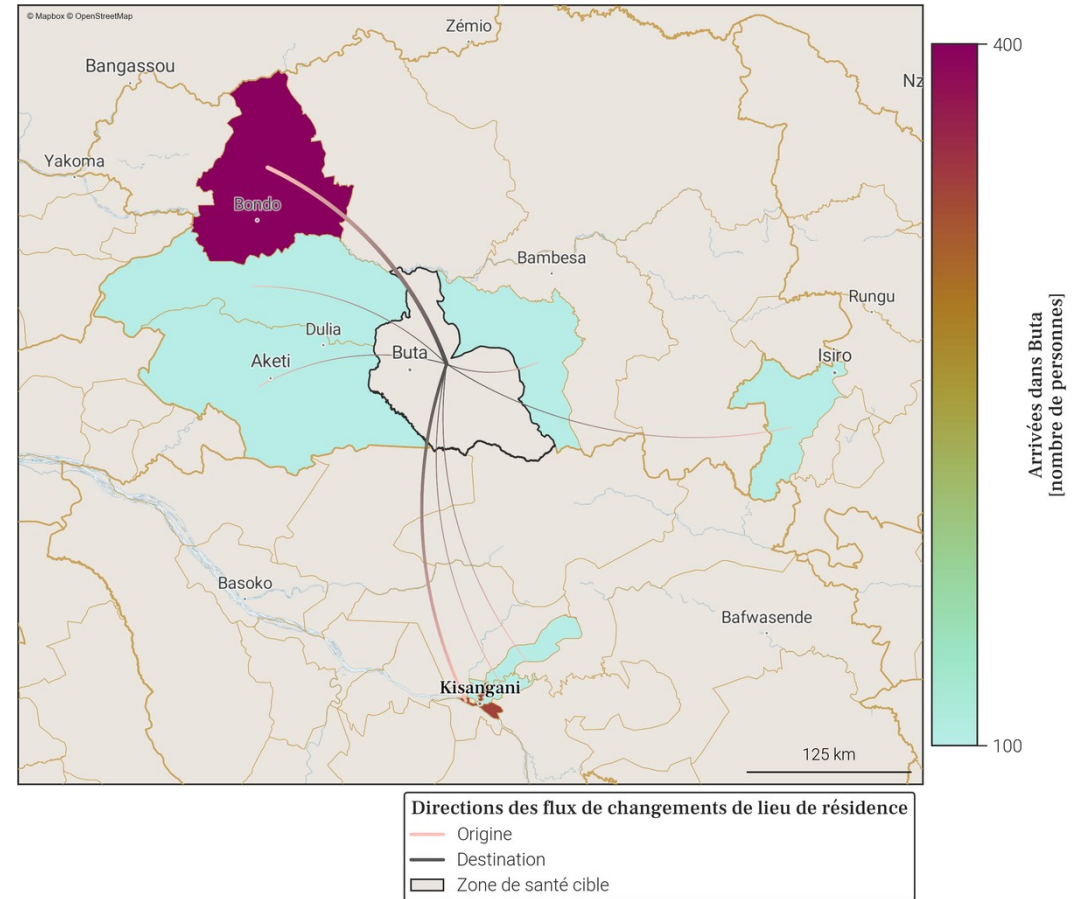 © Mapbox © OpenStreetMap
Zémio
Bangassou
Nz
Yakoma
Bondo
Bambesa
Rungu
Dulia
Isiro
Buta
Aketi
Basoko
Bafwasende
Kisangani
125 km
400
100
Arrivées dans Buta
[nombre de personnes]
Directions des flux de changements de lieu de résidence
Origine
Destination
Zone de santé cible